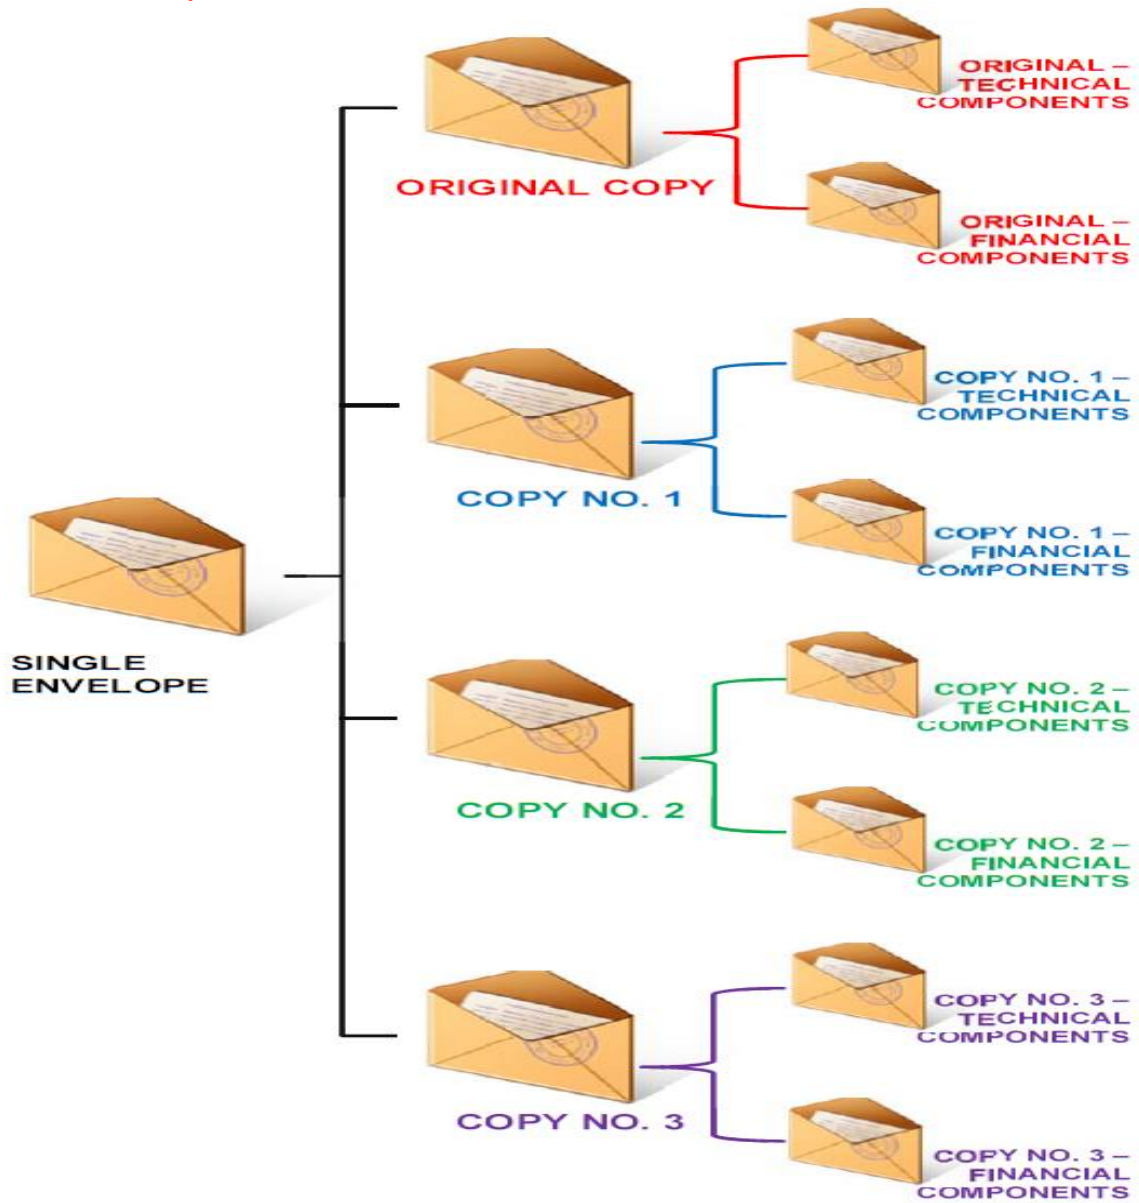 ORIGINAL –
TECHNICAL
COMPONENTS
ORIGINAL COPY
ORIGINAL –
FINANCIAL
COMPONENTS
COPY NO. 1 –
TECHNICAL
COMPONENTS
COPY NO. 1
COPY NO. 1 –
FINANCIAL
COMPONENTS
SINGLE
ENVELOPE
COPY NO. 2 –
TECHNICAL
COMPONENTS
COPY NO. 2
COPY NO. 2 –
FINANCIAL
COMPONENTS
COPY NO. 3 –
TECHNICAL
COMPONENTS
COPY NO. 3
COPY NO. 3 –
FINANCIAL
COMPONENTS